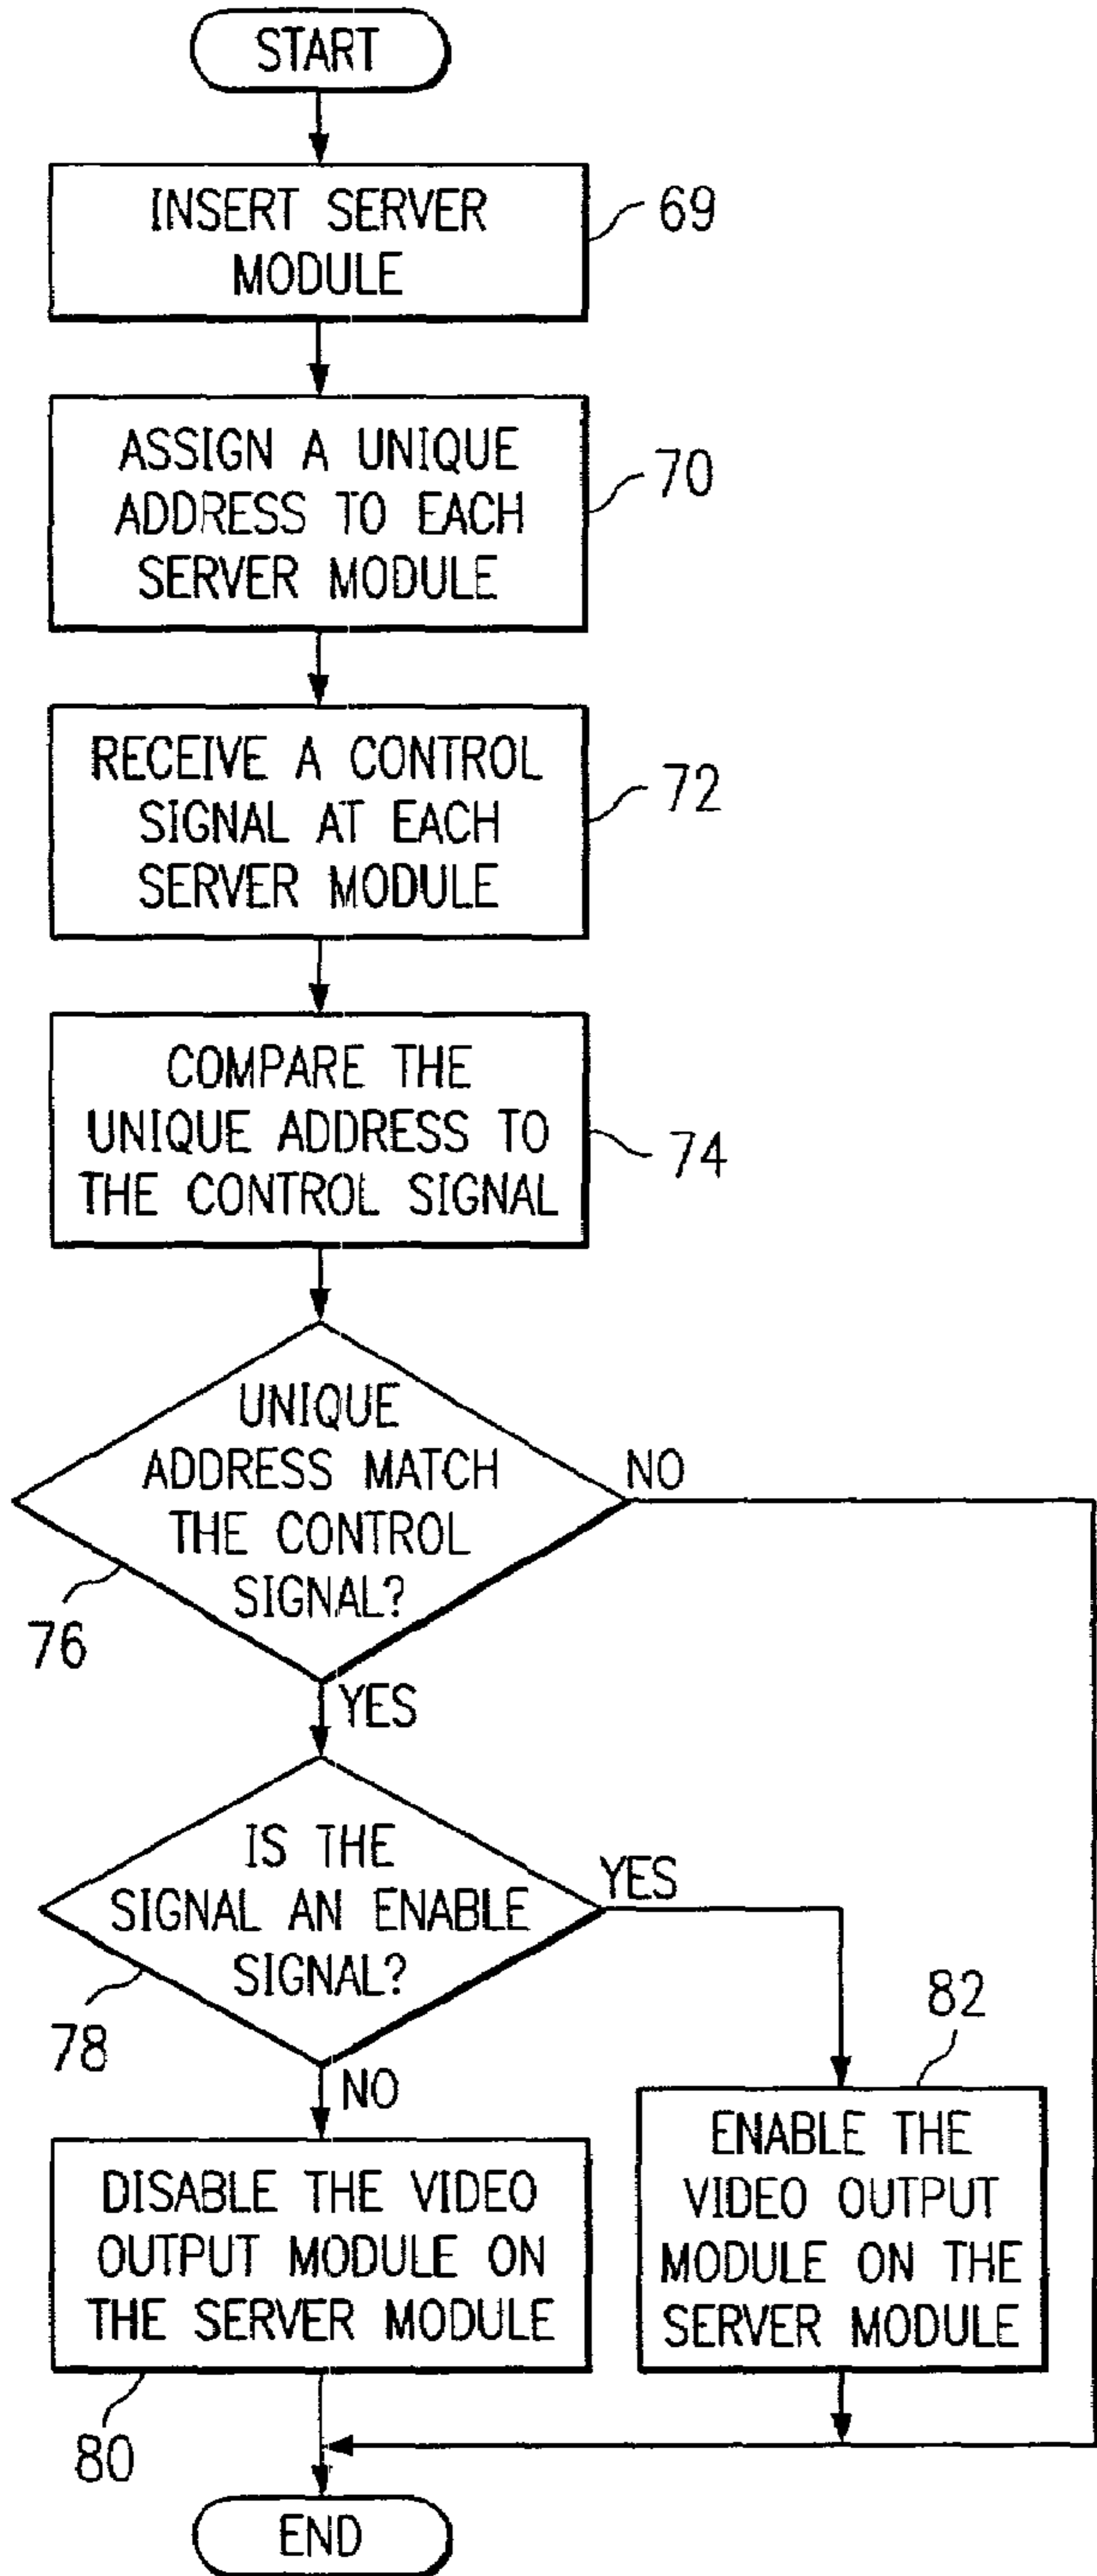 START
INSERT SERVER
MODULE
69
ASSIGN A UNIQUE
ADDRESS TO EACH
SERVER MODULE
70
RECEIVE A CONTROL
SIGNAL AT EACH
SERVER MODULE
72
COMPARE THE
UNIQUE ADDRESS TO
THE CONTROL SIGNAL
74
UNIQUE
ADDRESS MATCH
THE CONTROL
SIGNAL?
NO
76
YES
IS THE
SIGNAL AN ENABLE
SIGNAL?
YES
78
NO
82
DISABLE THE VIDEO
OUTPUT MODULE ON
THE SERVER MODULE
80
ENABLE THE
VIDEO OUTPUT
MODULE ON THE
SERVER MODULE
END